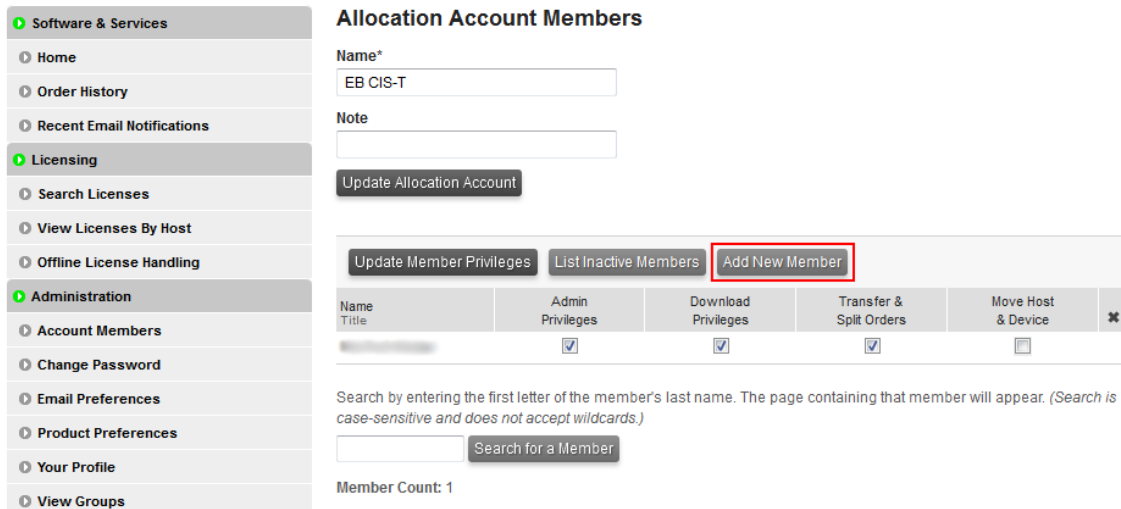 Software & Services
Home
Order History
Recent Email Notifications
Licensing
Search Licenses
View Licenses By Host
Offline License Handling
Administration
Account Members
Change Password
Email Preferences
Product Preferences
Your Profile
View Groups
Allocation Account Members
Name*
EB CIS-T
Note
Update Allocation Account
Update Member Privileges List Inactive Members Add New Member
Name Admin Download Transfer & Move Host
Title Privileges Privileges Split Orders & Device
Search by entering the first letter of the member's last name. The page containing that member will appear. (Search is
case-sensitive and does not accept wildcards.)
Search for a Member
Member Count: 1